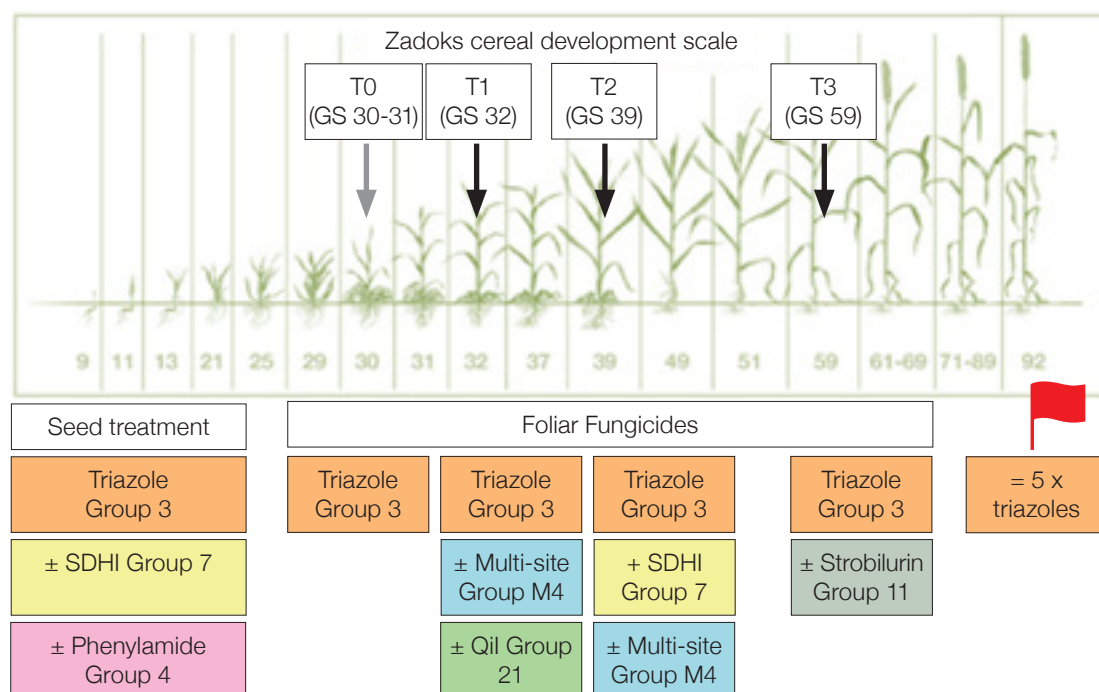 Zadoks cereal development scale
T0
(GS 30-31)
T1
(GS 32)
T2
(GS 39)
T3
(GS 59)
9 11 13 21 25 29 30 31 32 37 39 49 51 59 61-69 71-89 92
Seed treatment
Foliar Fungicides
Triazole
Group 3
Triazole
Group 3
Triazole
Group 3
Triazole
Group 3
Triazole
Group 3
= 5 x
triazoles
± SDHI Group 7
± Multi-site
Group M4
+ SDHI
Group 7
± Strobilurin
Group 11
± Phenylamide
Group 4
± QiI Group
21
± Multi-site
Group M4